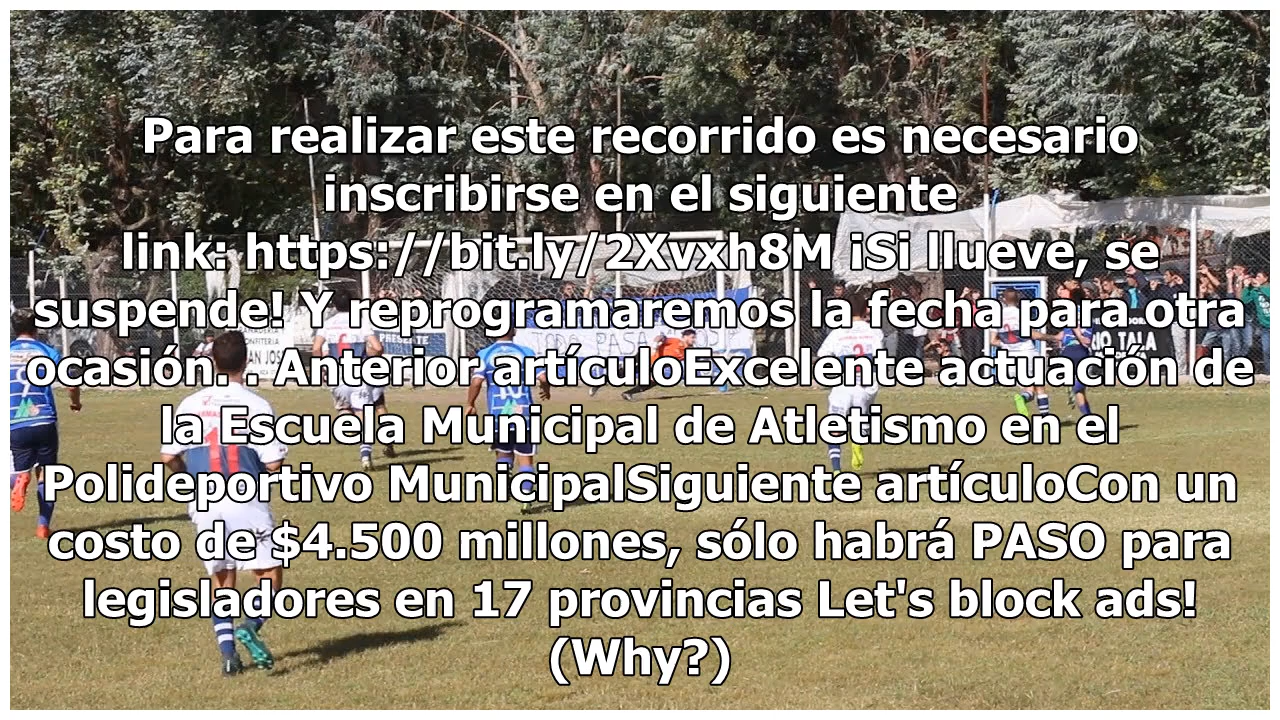 Para realizar este recorrido es necesario
inscribirse en el siguiente
link: https://bit.ly/2Xvxh8M ¡Si llueve, se
suspende! Y reprogramaremos la fecha para otra
ocasión. . Anterior artículoExcelente actuación de
la Escuela Municipal de Atletismo en el
Polideportivo MunicipalSiguiente artículoCon un
costo de $4.500 millones, sólo habrá PASO para
legisladores en 17 provincias Let's block ads!
(Why?)
PRESENTE
RIO TALA